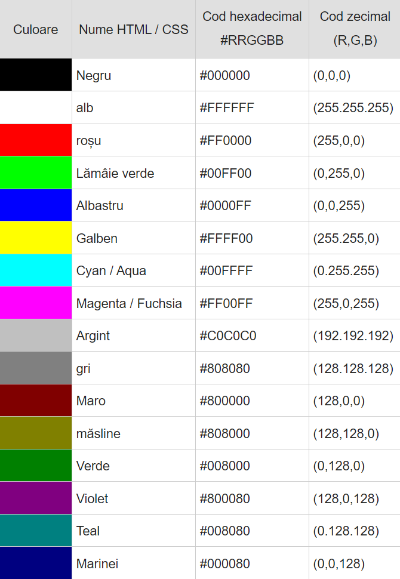 Culoare Nume HTML / CSS Cod hexadecimal #RRGGBB Cod zecimal (R,G,B)
Negru #000000 (0,0,0)
alb #FFFFFF (255.255.255)
roșu #FF0000 (255,0,0)
Lămâie verde #00FF00 (0,255,0)
Albastru #0000FF (0,0,255)
Galben #FFFF00 (255.255,0)
Cyan / Aqua #00FFFF (0.255.255)
Magenta / Fuchsia #FF00FF (255,0,255)
Argint #C0C0C0 (192.192.192)
gri #808080 (128.128.128)
Maro #800000 (128,0,0)
măsline #808000 (128,128,0)
Verde #008000 (0,128,0)
Violet #800080 (128,0,128)
Teal #008080 (0.128.128)
Marinei #000080 (0,0,128)